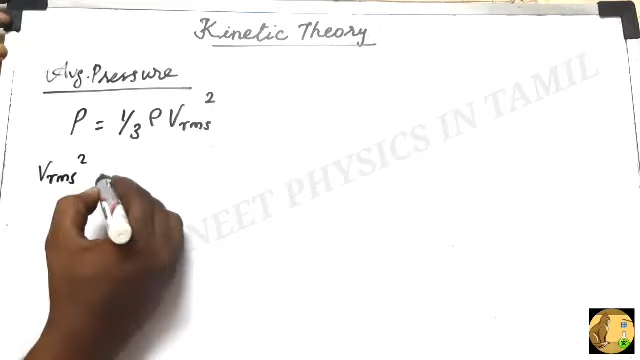 Kinetic Theory
Avg. Pressure
P = 1/3 ρ Vrms²
Vrms²
NEET PHYSICS IN TAMIL